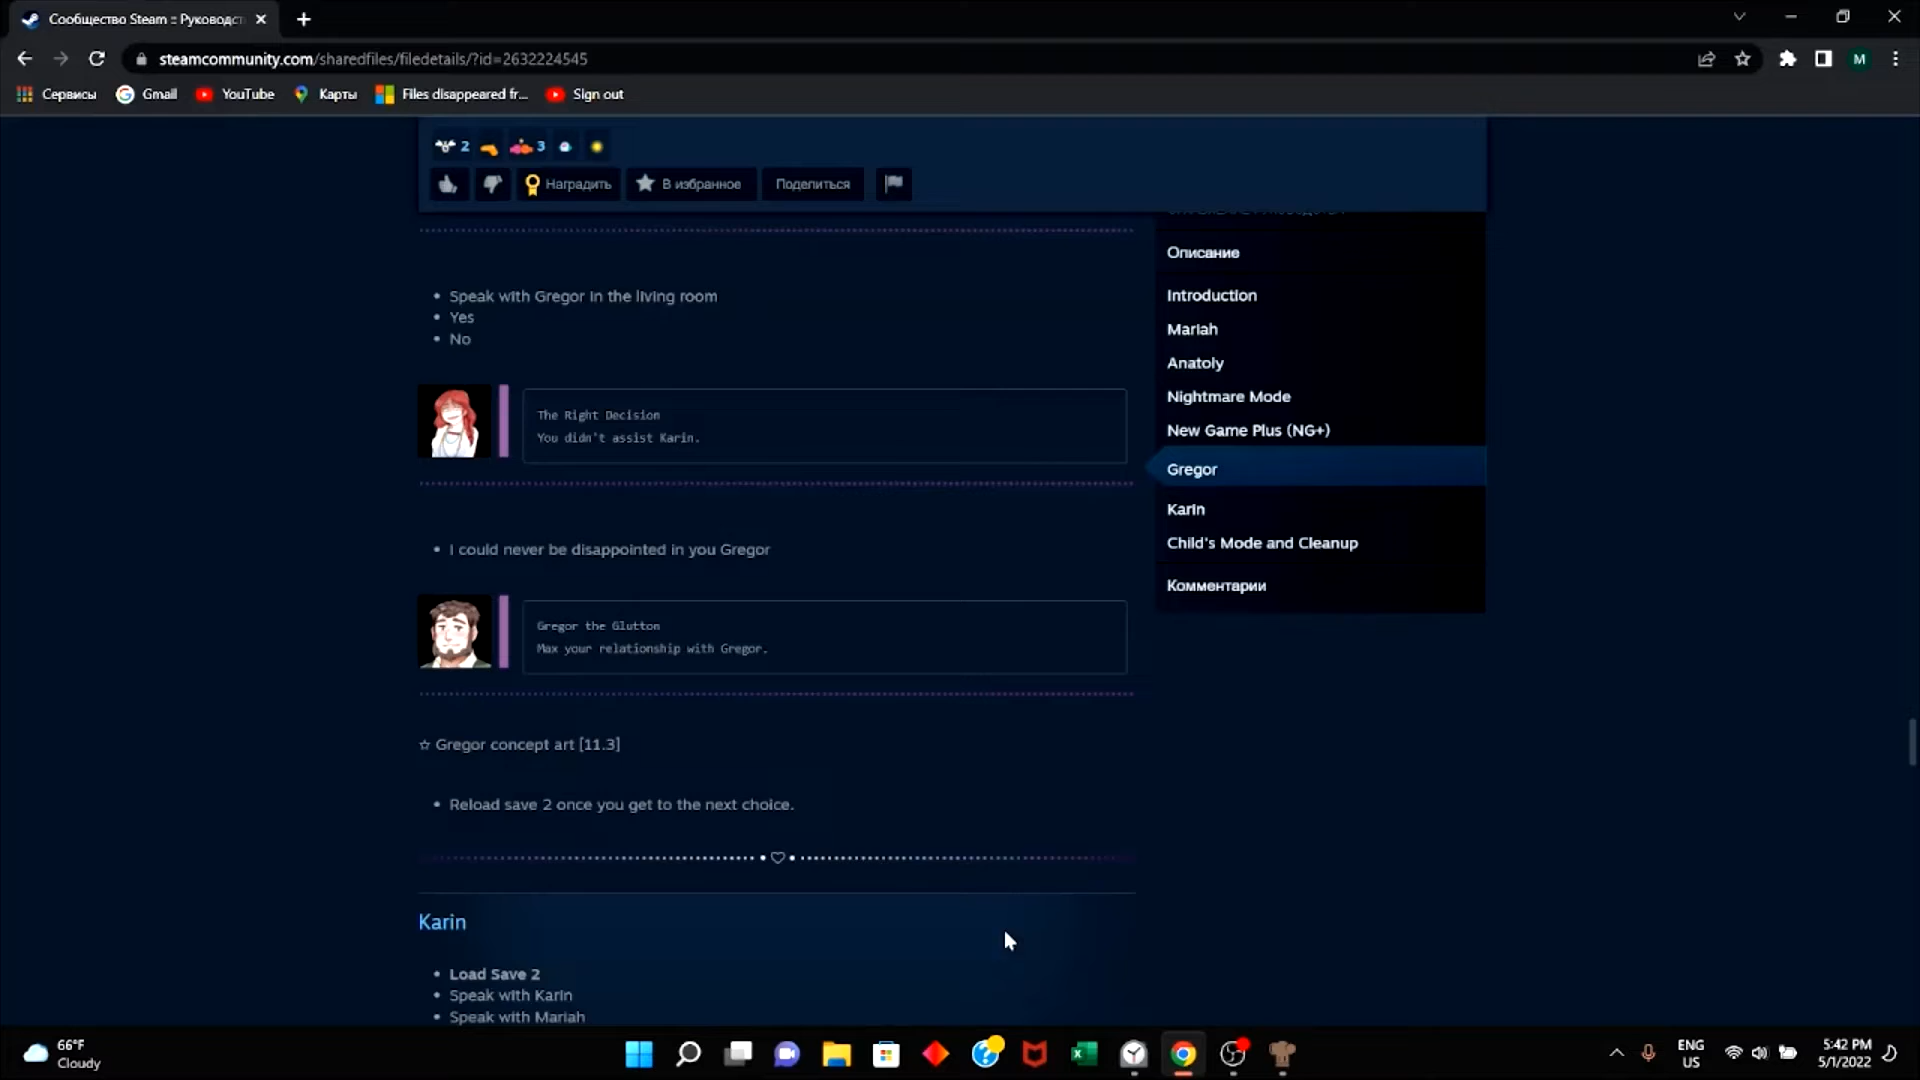 Сообщество Steam :: Руководст
steamcommunity.com/sharedfiles/filedetails/?id=2632224545
M
Сервисы
Gmail
YouTube
Карты
Files disappeared fr...
Sign out
2
3
Наградить
В избранное
Поделиться
Описание
Introduction
Mariah
Anatoly
Nightmare Mode
New Game Plus (NG+)
Gregor
Karin
Child's Mode and Cleanup
Комментарии
• Speak with Gregor in the living room
• Yes
• No
The Right Decision
You didn't assist Karin.
• I could never be disappointed in you Gregor
Gregor the Glutton
Max your relationship with Gregor.
☆ Gregor concept art [11.3]
• Reload save 2 once you get to the next choice.
Karin
• Load Save 2
• Speak with Karin
• Speak with Mariah
66°F
Cloudy
ENG
US
5:42 PM
5/1/2022